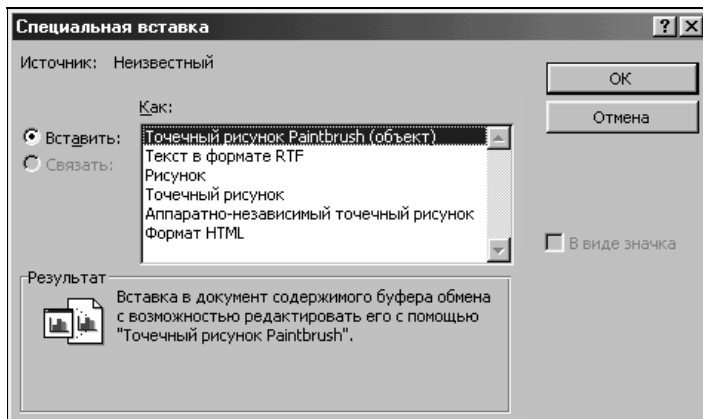 Специальная вставка
Источник: Неизвестный
ОК
Отмена
Как:
Вставить:
Связать:
Точечный рисунок Paintbrush (объект)
Текст в формате RTF
Рисунок
Точечный рисунок
Аппаратно-независимый точечный рисунок
Формат HTML
В виде значка
Результат
Вставка в документ содержимого буфера обмена
с возможностью редактировать его с помощью
"Точечный рисунок Paintbrush".